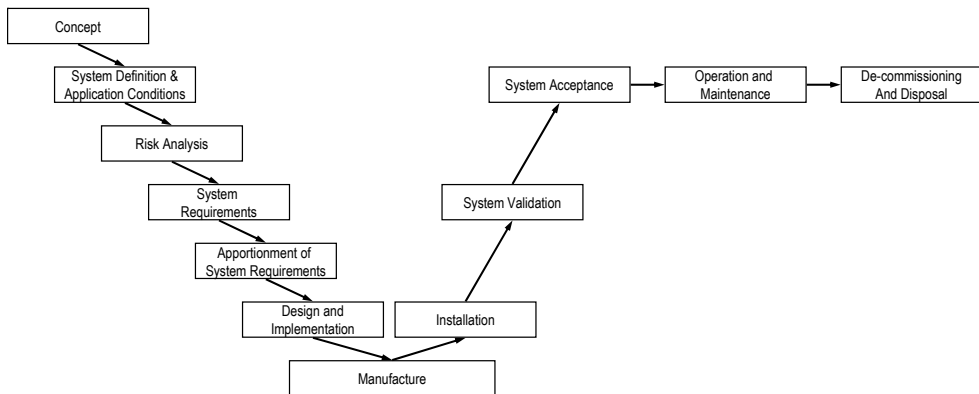 Concept
System Definition &
Application Conditions
Risk Analysis
System
Requirements
Apportionment of
System Requirements
Design and
Implementation
Manufacture
Installation
System Validation
System Acceptance
Operation and
Maintenance
De-commissioning
And Disposal